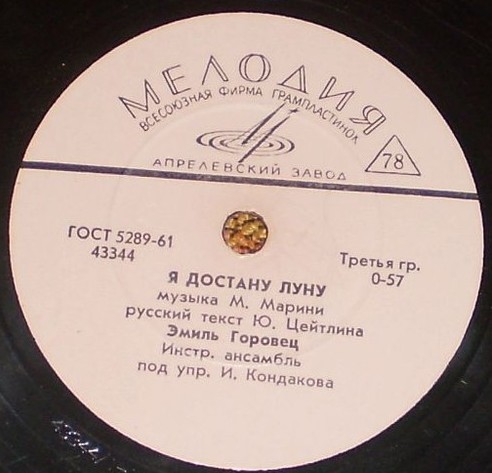 МЕЛОДИЯ
ВСЕСОЮЗНАЯ ФИРМА ГРАМПЛАСТИНОК
АПРЕЛЕВСКИЙ ЗАВОД
78
ГОСТ 5289-61
43344
Третья гр.
0-57
Я ДОСТАНУ ЛУНУ
музыка М. Марини
русский текст Ю. Цейтлина
Эмиль Горовец
Инстр. ансамбль
под упр. И. Кондакова